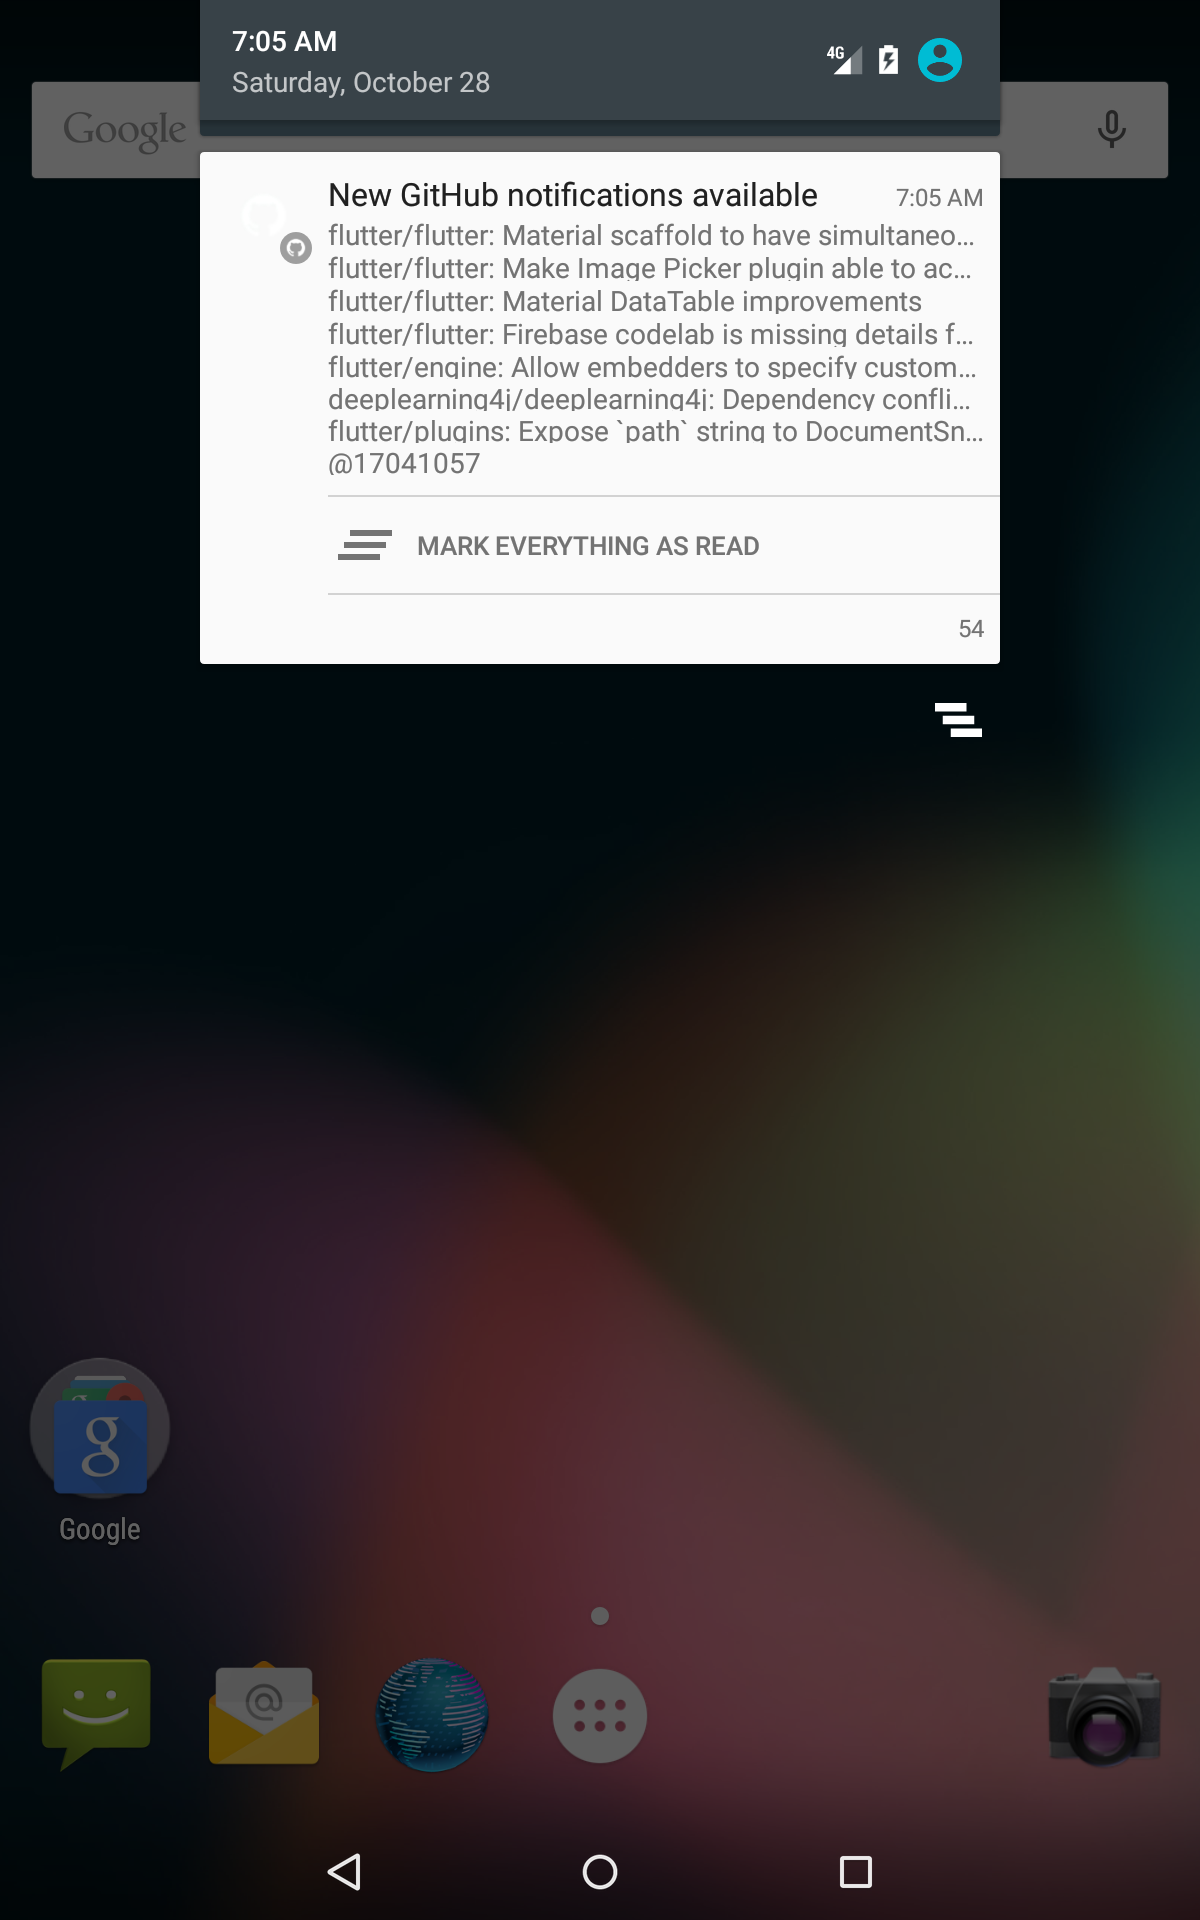 7:05 AM
Saturday, October 28
4G
Google
New GitHub notifications available
7:05 AM
flutter/flutter: Material scaffold to have simultaneo…
flutter/flutter: Make Image Picker plugin able to ac…
flutter/flutter: Material DataTable improvements
flutter/flutter: Firebase codelab is missing details f…
flutter/engine: Allow embedders to specify custom…
deeplearning4j/deeplearning4j: Dependency confli…
flutter/plugins: Expose `path` string to DocumentSn…
@17041057
MARK EVERYTHING AS READ
54
g
Google
@